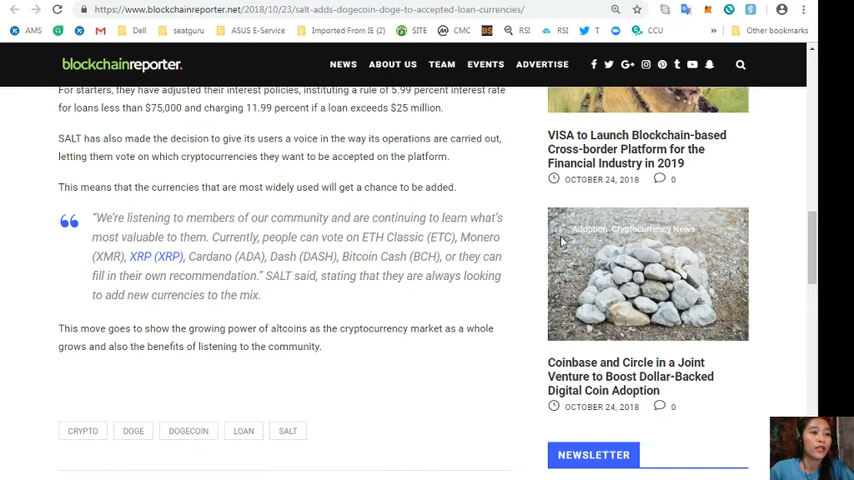 https://www.blockchainreporter.net/2018/10/23/salt-adds-dogecoin-doge-to-accepted-loan-currencies/
AMS
Dell
seatguru
ASUS E-Service
Imported From IE (2)
SITE
CMC
RSI
RSI
T
CCU
Other bookmarks
blockchainreporter.
NEWS
ABOUT US
TEAM
EVENTS
ADVERTISE
For starters, they have adjusted their interest policies, instituting a rule of 5.99 percent interest rate
for loans less than $75,000 and charging 11.99 percent if a loan exceeds $25 million.
SALT has also made the decision to give its users a voice in the way its operations are carried out,
letting them vote on which cryptocurrencies they want to be accepted on the platform.
This means that the currencies that are most widely used will get a chance to be added.
“We’re listening to members of our community and are continuing to learn what’s
most valuable to them. Currently, people can vote on ETH Classic (ETC), Monero
(XMR), XRP (XRP), Cardano (ADA), Dash (DASH), Bitcoin Cash (BCH), or they can
fill in their own recommendation.” SALT said, stating that they are always looking
to add new currencies to the mix.
This move goes to show the growing power of altcoins as the cryptocurrency market as a whole
grows and also the benefits of listening to the community.
CRYPTO
DOGE
DOGECOIN
LOAN
SALT
VISA to Launch Blockchain-based
Cross-border Platform for the
Financial Industry in 2019
OCTOBER 24, 2018 0
Adoption, Cryptocurrency News
Coinbase and Circle in a Joint
Venture to Boost Dollar-Backed
Digital Coin Adoption
OCTOBER 24, 2018 0
NEWSLETTER